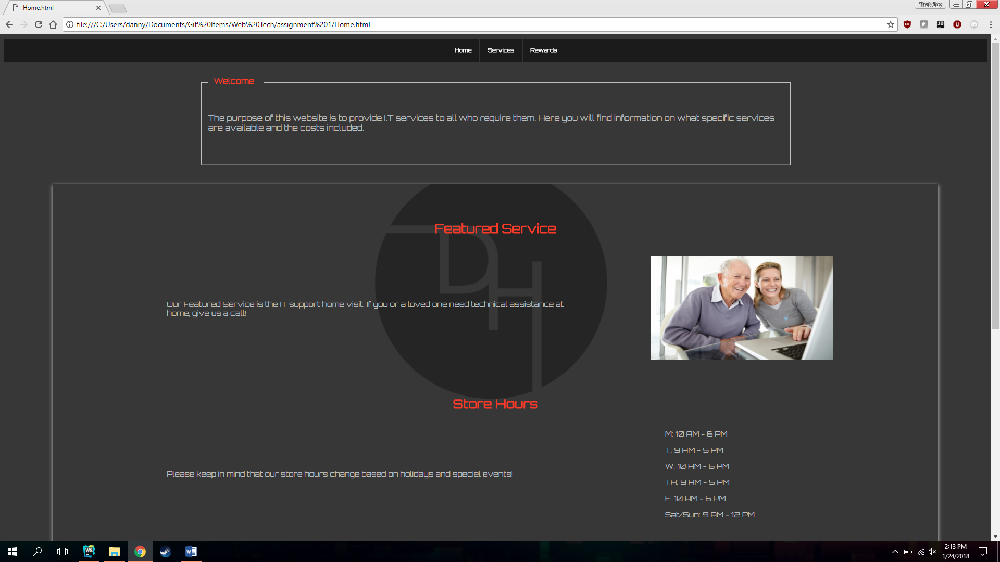 Home.html
That Guy
file:///C:/Users/danny/Documents/Git%20Items/Web%20Tech/assignment%201/Home.html
JB
Home Services Rewards
Welcome
The purpose of this website is to provide I.T services to all who require them. Here you will find information on what specific services
are available and the costs included.
DH
Featured Service
Our Featured Service is the IT support home visit. If you or a loved one need technical assistance at
home, give us a call!
Store Hours
Please keep in mind that our store hours change based on holidays and speciel events!
M: 10 AM - 6 PM
T: 9 AM - 5 PM
W: 10 AM - 6 PM
TH: 9 AM - 5 PM
F: 10 AM - 6 PM
Sat/Sun: 9 AM - 12 PM
WS
W
2:13 PM
1/24/2018